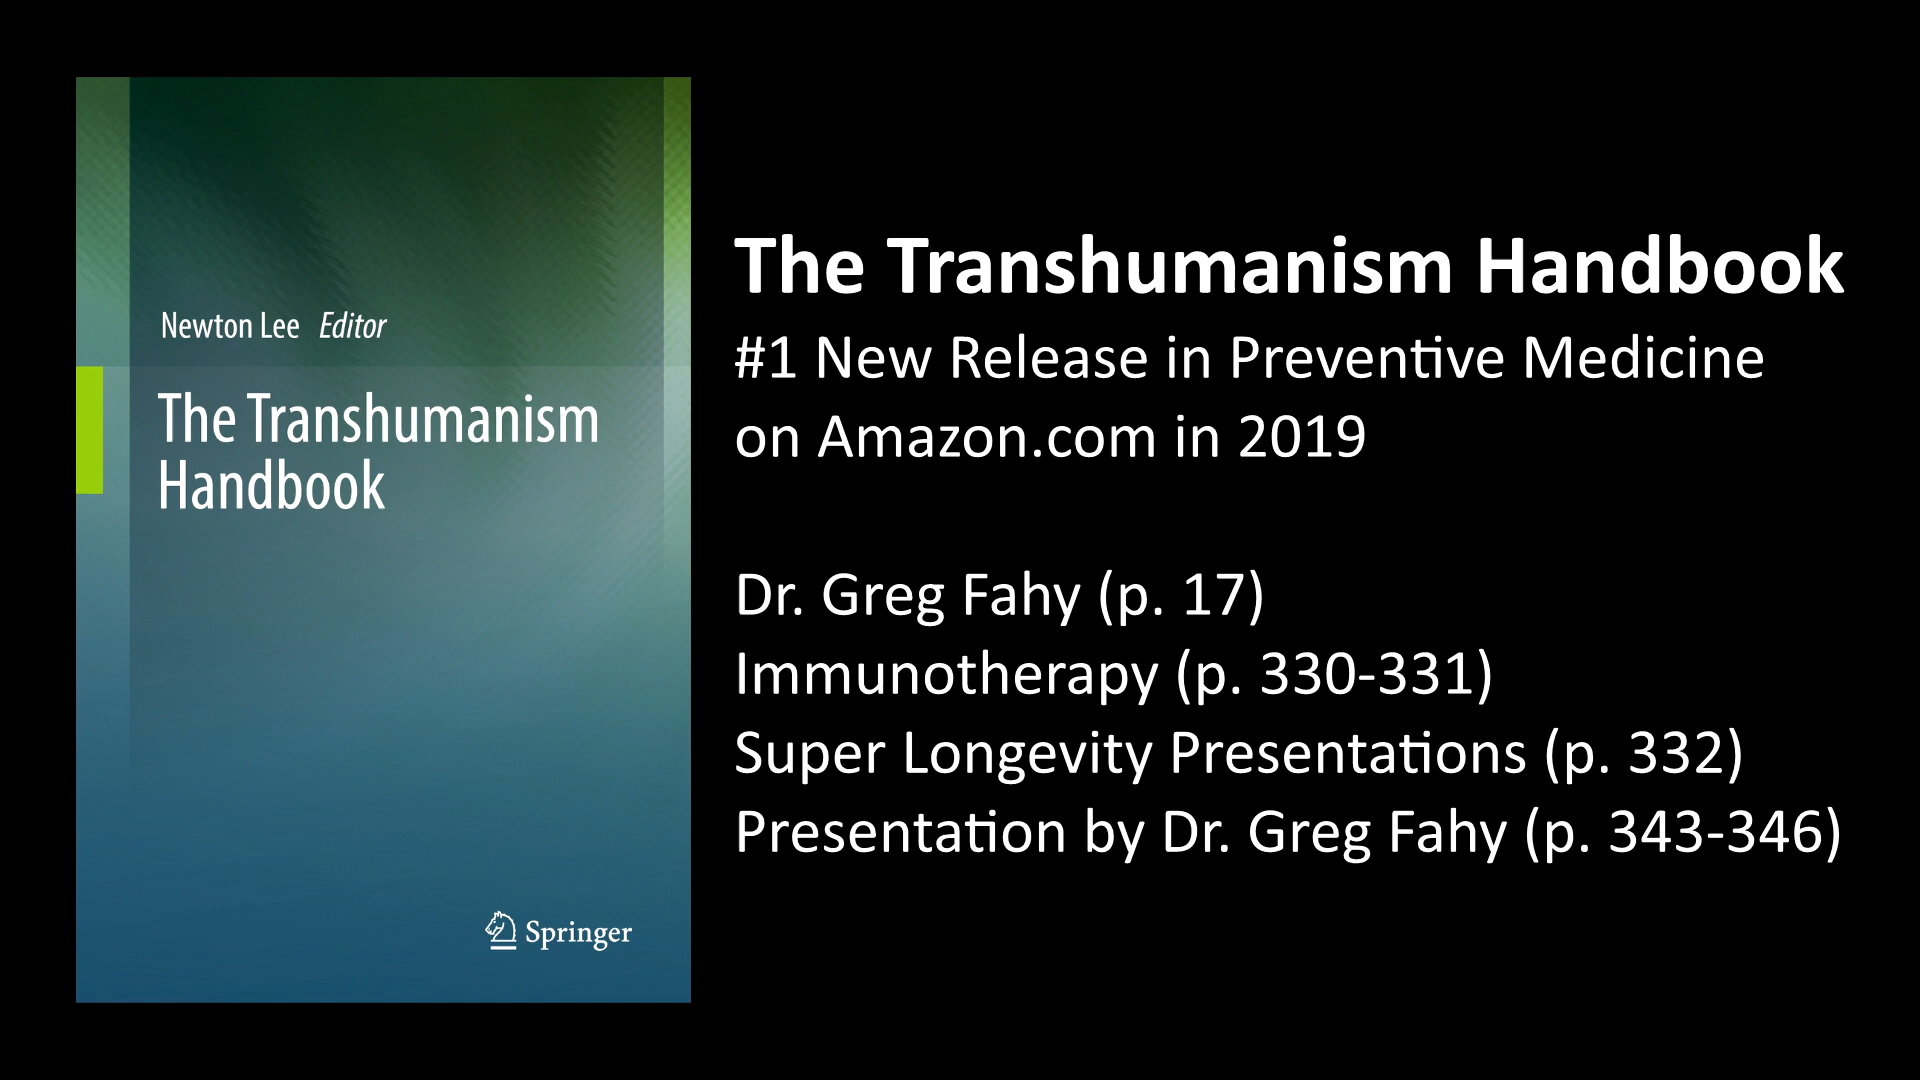 Newton Lee Editor
The Transhumanism
Handbook
Springer
The Transhumanism Handbook
#1 New Release in Preventive Medicine
on Amazon.com in 2019
Dr. Greg Fahy (p. 17)
Immunotherapy (p. 330-331)
Super Longevity Presentations (p. 332)
Presentation by Dr. Greg Fahy (p. 343-346)